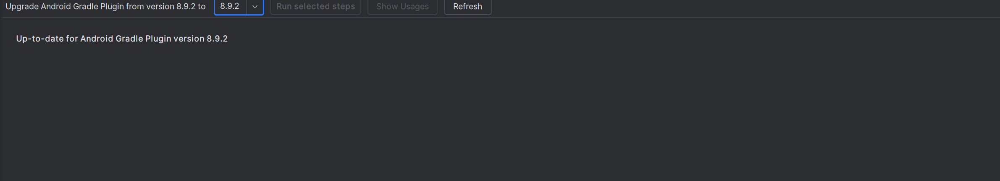 Upgrade Android Gradle Plugin from version 8.9.2 to 8.9.2 Run selected steps Show Usages Refresh
Up-to-date for Android Gradle Plugin version 8.9.2